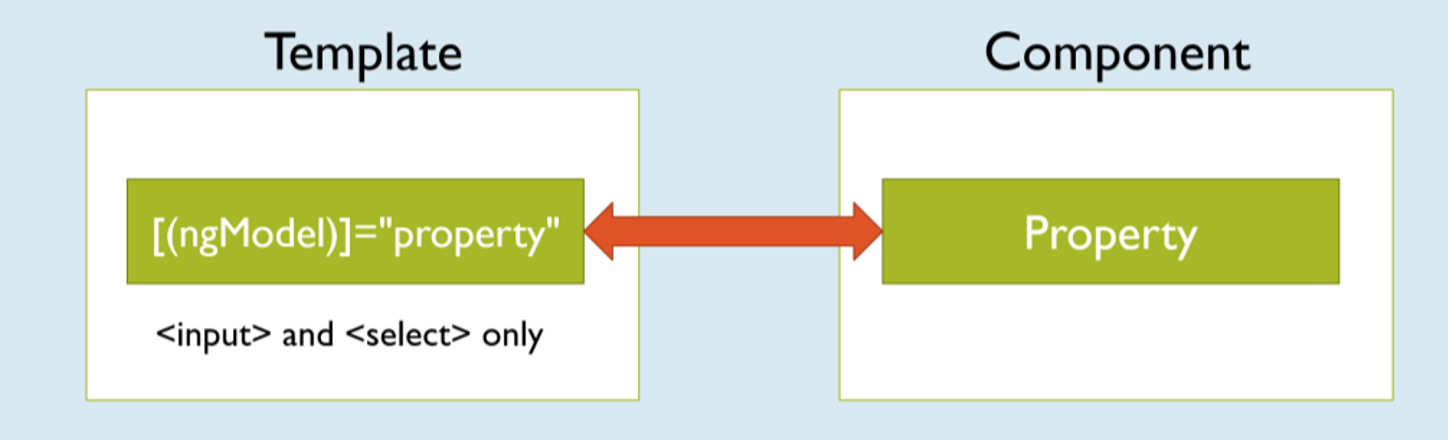 Template
Component
[(ngModel)]="property"
Property
<input> and <select> only